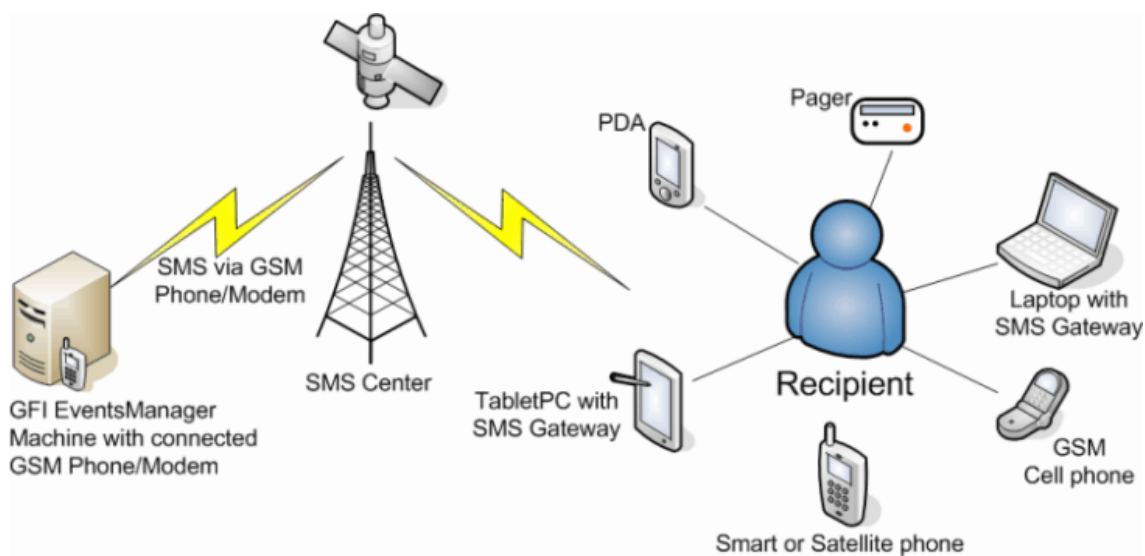 Pager
PDA
SMS via GSM
Phone/Modem
Laptop with
SMS Gateway
SMS Center
Recipient
TabletPC with
SMS Gateway
GFI EventsManager
Machine with connected
GSM Phone/Modem
GSM
Cell phone
Smart or Satellite phone